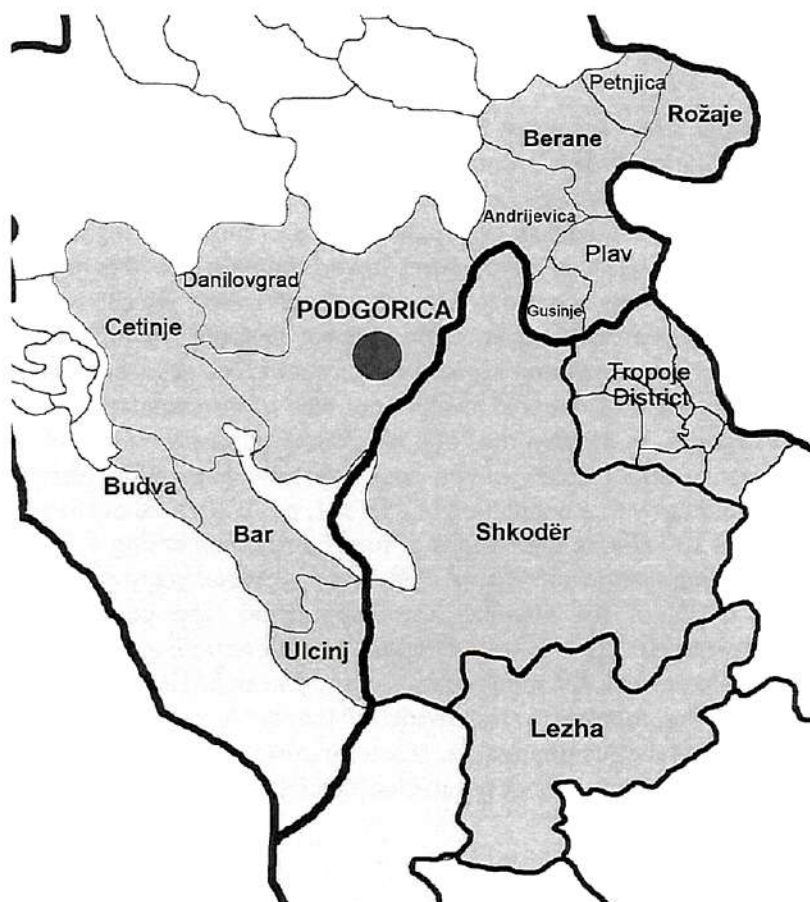 Petnjica
Rožaje
Berane
Andrijevica
Plav
Danilovgrad
PODGORICA
Gusinje
Cetinje
Tropoje
District
Budva
Bar
Shkodër
Ulcinj
Lezha